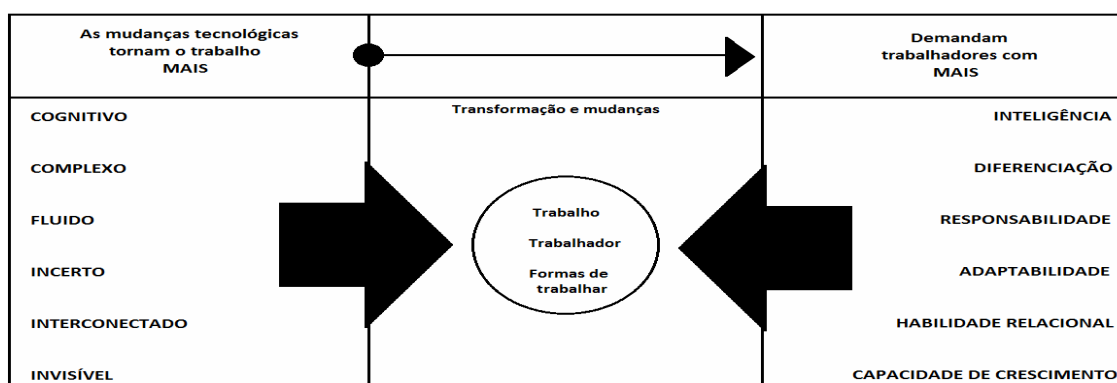 As mudanças tecnológicas
tornam o trabalho
MAIS
Demandam
trabalhadores com
MAIS
Transformação e mudanças
COGNITIVO
COMPLEXO
FLUIDO
INCERTO
INTERCONECTADO
INVISÍVEL
Trabalho
Trabalhador
Formas de
trabalhar
INTELIGÊNCIA
DIFERENCIAÇÃO
RESPONSABILIDADE
ADAPTABILIDADE
HABILIDADE RELACIONAL
CAPACIDADE DE CRESCIMENTO